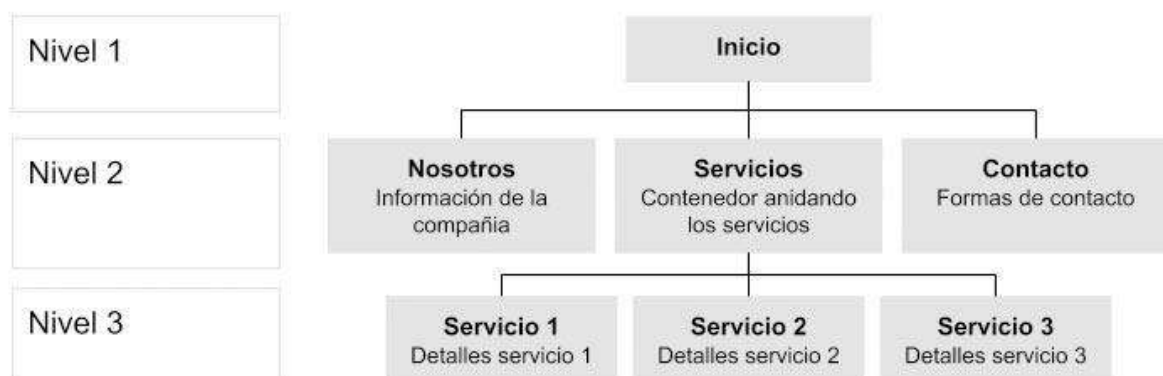 Nivel 1
Inicio
Nivel 2
Nosotros
Información de la
compañia
Servicios
Contenedor anidando
los servicios
Contacto
Formas de contacto
Nivel 3
Servicio 1
Detalles servicio 1
Servicio 2
Detalles servicio 2
Servicio 3
Detalles servicio 3